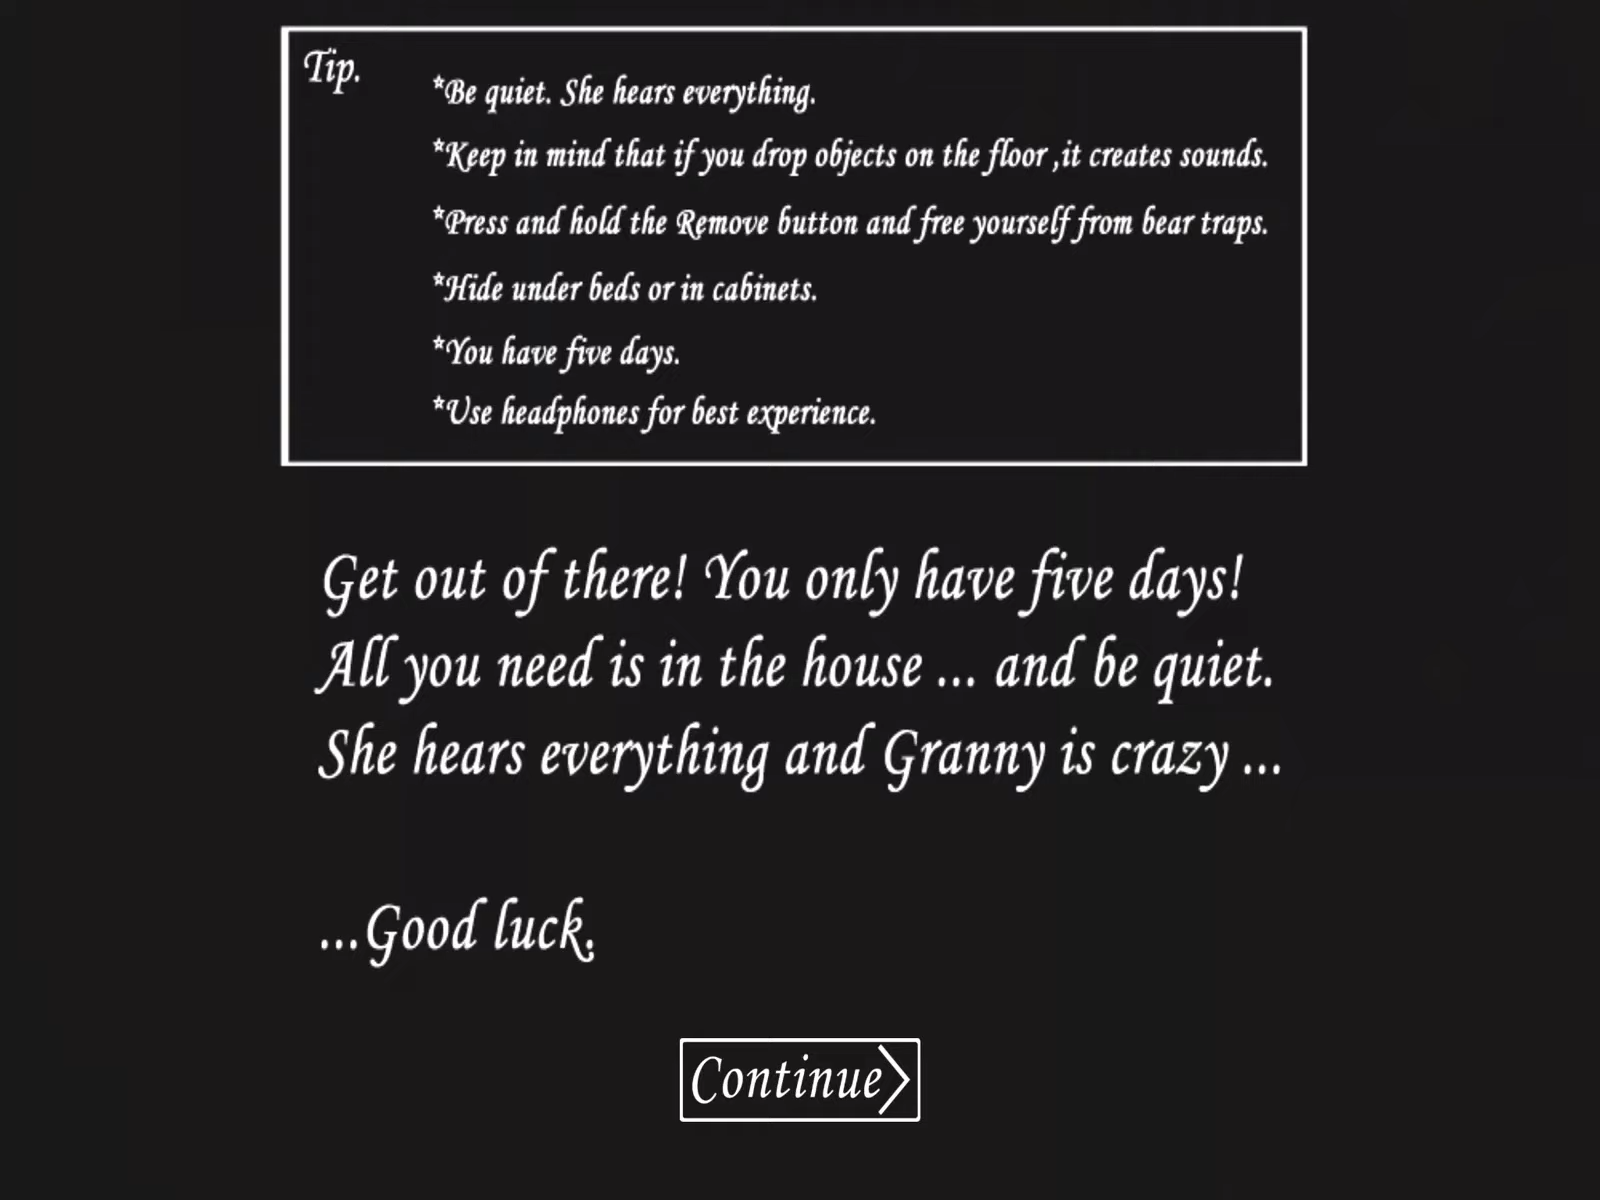 Tip.
*Be quiet. She hears everything.
*Keep in mind that if you drop objects on the floor ,it creates sounds.
*Press and hold the Remove button and free yourself from bear traps.
*Hide under beds or in cabinets.
*You have five days.
*Use headphones for best experience.
Get out of there! You only have five days!
All you need is in the house ... and be quiet.
She hears everything and Granny is crazy ...
...Good luck.
Continue